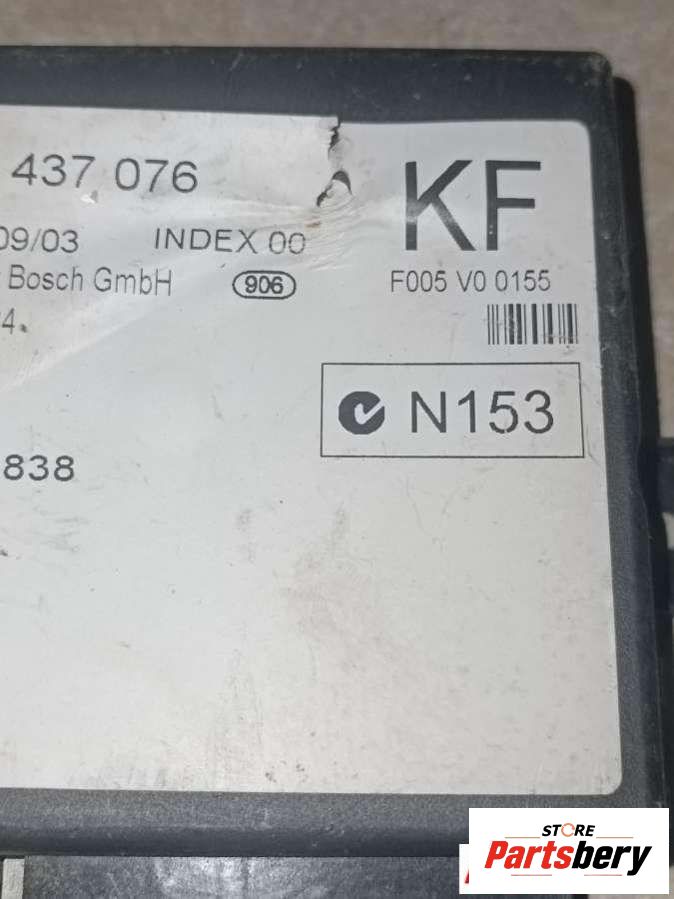 437 076
KF
09/03 INDEX 00
Bosch GmbH 906
F005 V0 0155
4.
N153
838
STORE
Partsbery